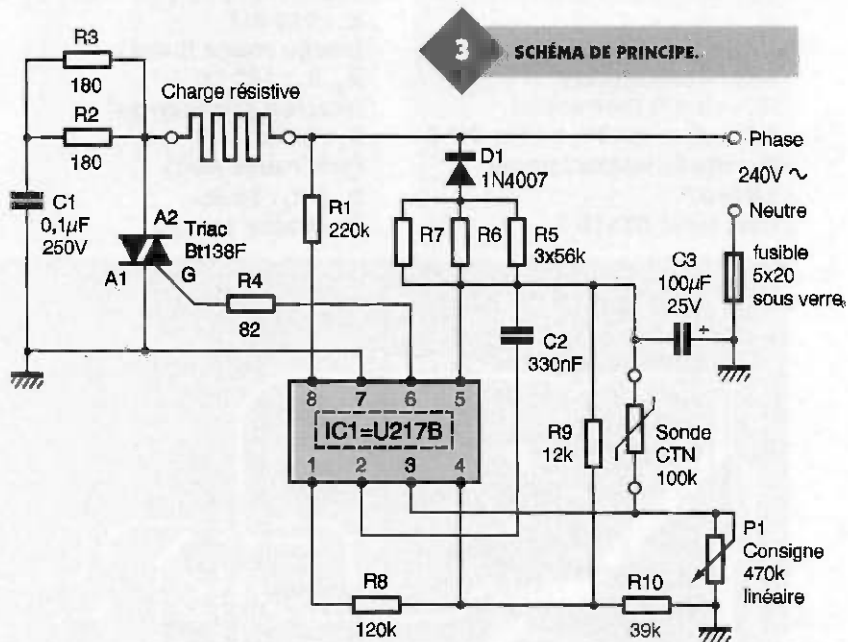 3 SCHÉMA DE PRINCIPE.
R3
180
R2
180
Charge résistive
C1
0,1µF
250V
A2
Triac
Bt138F
A1
G
R4
82
R1
220k
D1
1N4007
R7
R6
R5
3x56k
Phase
240V ~
Neutre
fusible
5x20
sous verre
C3
100µF
25V
+
C2
330nF
R9
12k
Sonde
CTN
100k
8 7 6 5
IC1=U217B
1 2 3 4
P1
Consigne
470k
linéaire
R8
120k
R10
39k